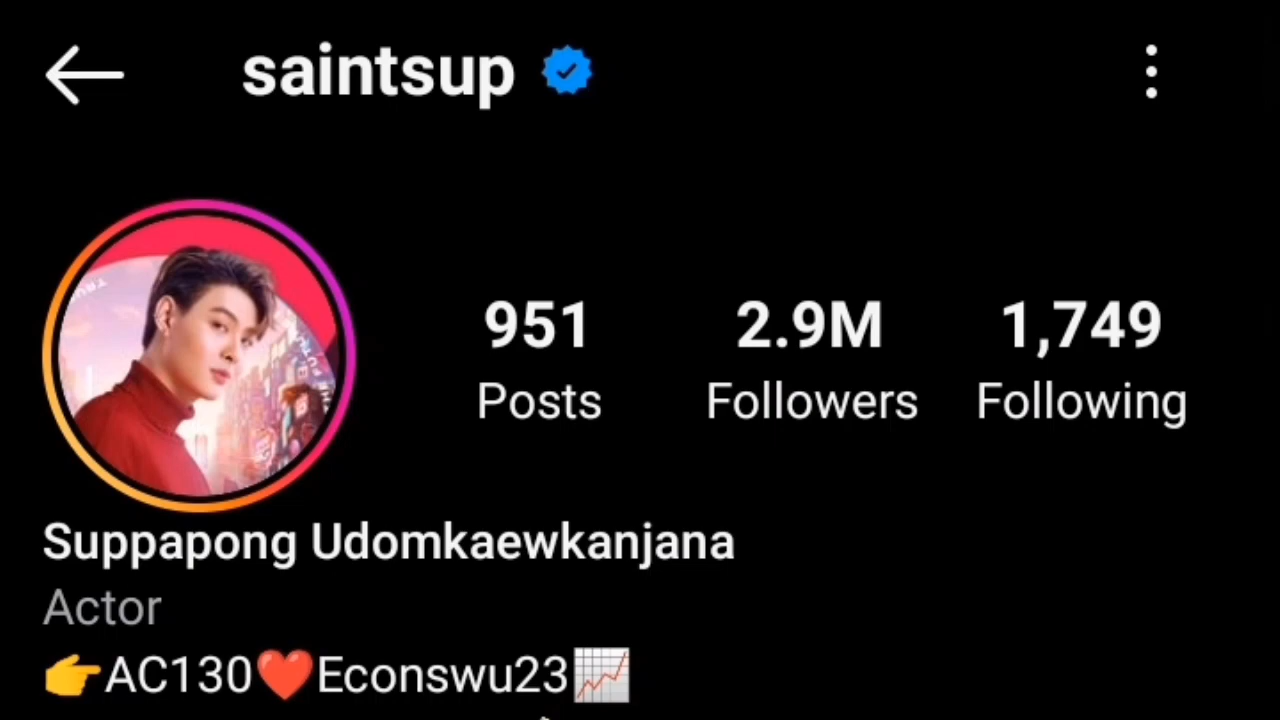 saintsup
951 2.9M 1,749
Posts Followers Following
Suppapong Udomkaewkanjana
Actor
👉AC130❤️Econswu23📈